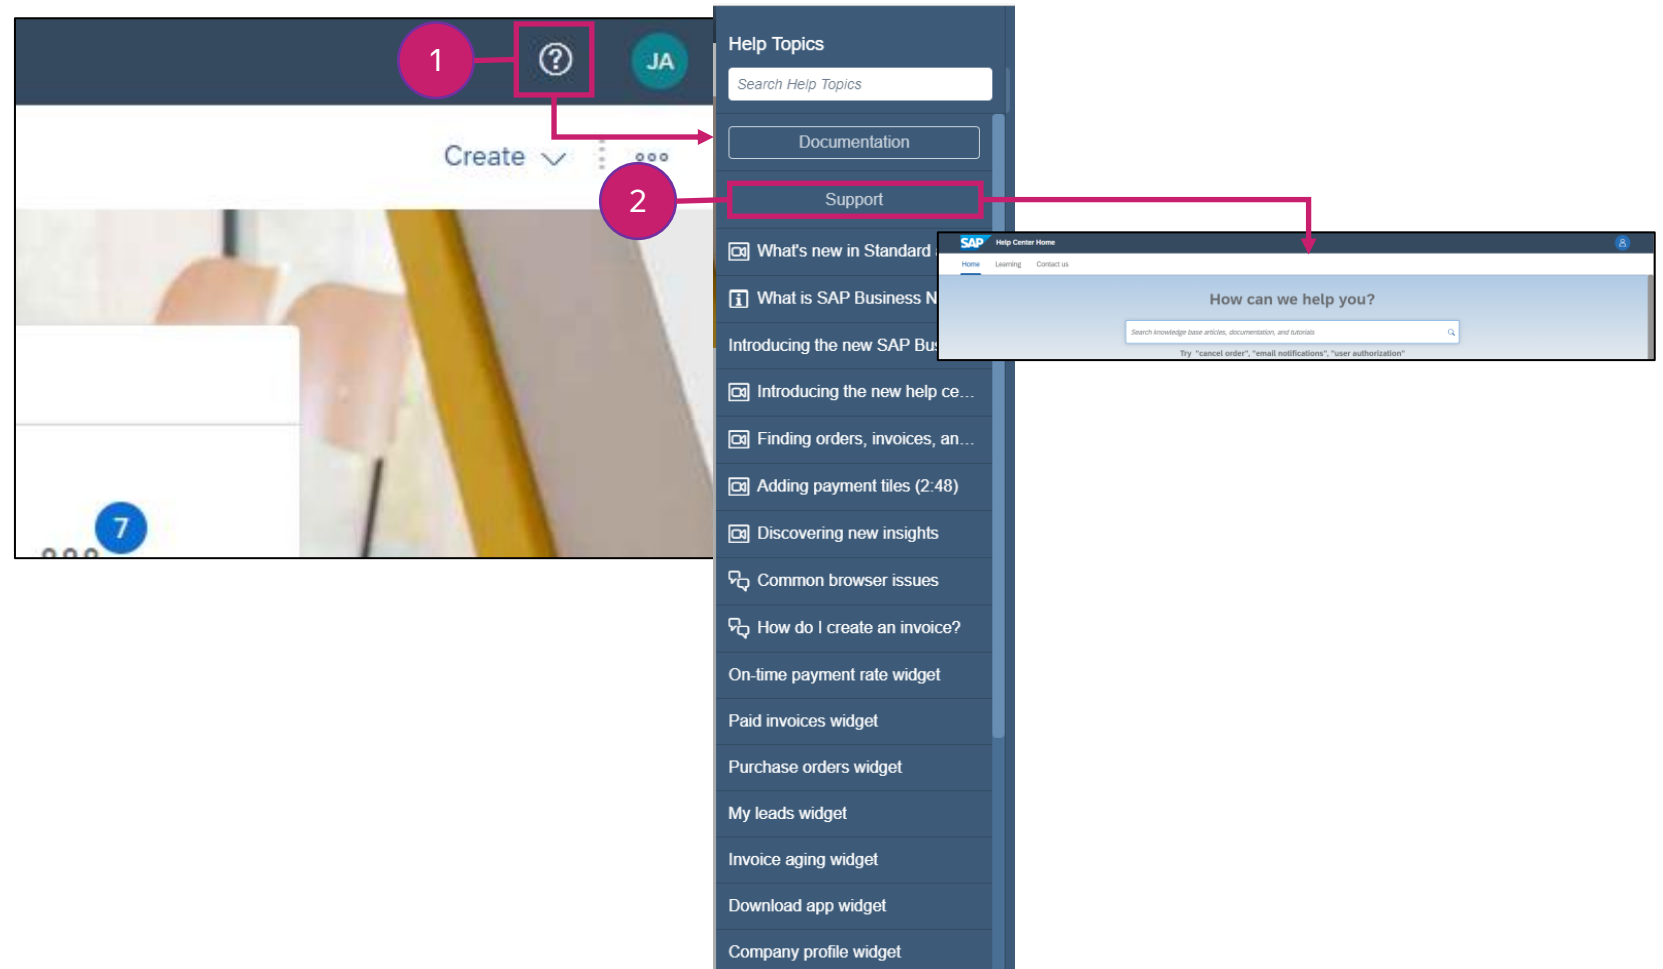 1
?
JA
Create
7
Help Topics
Search Help Topics
Documentation
2
Support
What's new in Standard
What is SAP Business N
Introducing the new SAP Bus
Introducing the new help ce...
Finding orders, invoices, an...
Adding payment tiles (2:48)
Discovering new insights
Common browser issues
How do I create an invoice?
On-time payment rate widget
Paid invoices widget
Purchase orders widget
My leads widget
Invoice aging widget
Download app widget
Company profile widget
SAP Help Center Home
Home Learning Contact us
How can we help you?
Search knowledge base articles, documentation, and tutorials
Try "cancel order", "email notifications", "user authorization"